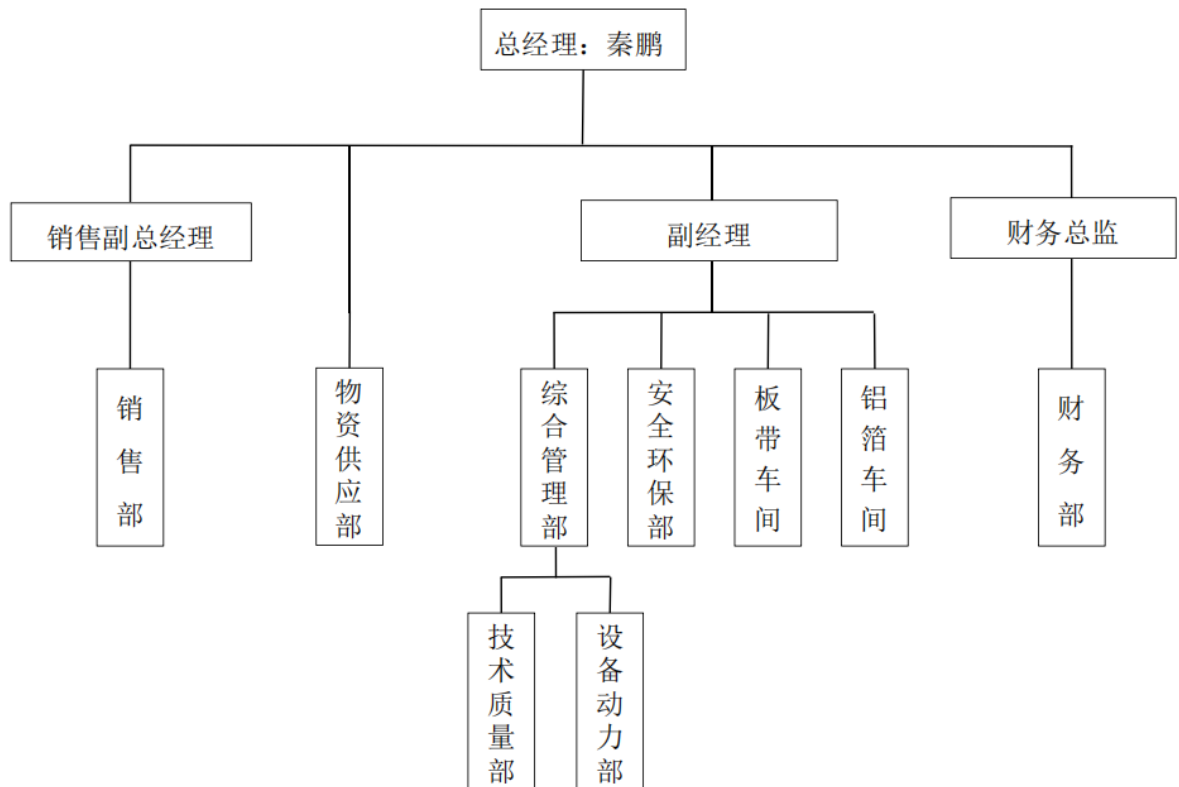 总经理：秦鹏
销售副总经理
副经理
财务总监
销售部
物资供应部
综合管理部
安全环保部
板带车间
铝箔车间
财务部
技术质量部
设备动力部